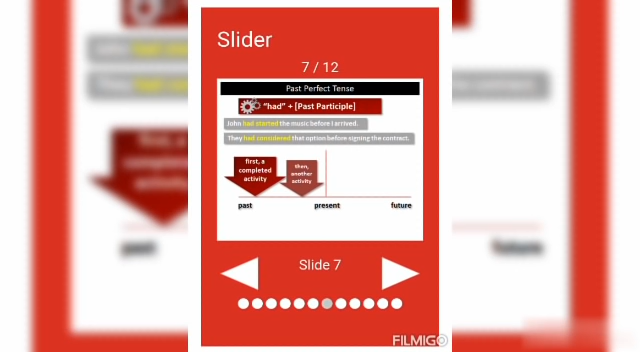 Slider
7 / 12
Past Perfect Tense
"had" + [Past Participle]
John had started the music before I arrived.
They had considered that option before signing the contract.
first, a
completed
activity
then,
another
activity
past
present
future
Slide 7
FILMIGO